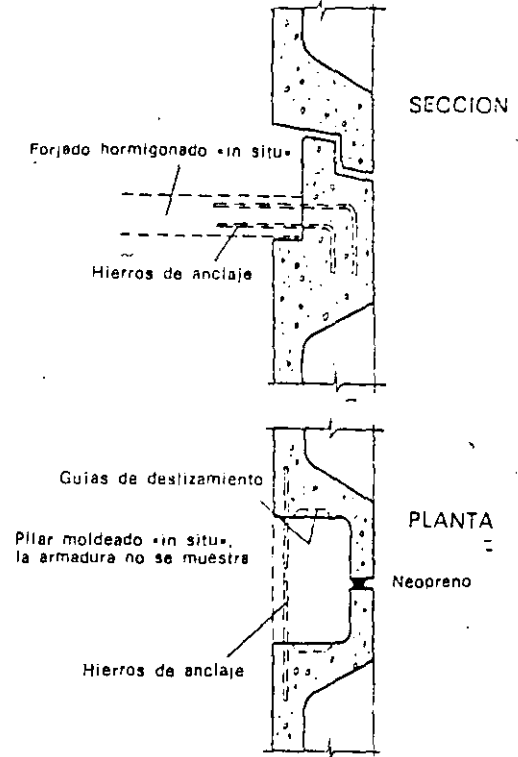 SECCION
Forjado hormigonado «in situ»
Hierros de anclaje
Guías de deslizamiento
PLANTA
Pilar moldeado «in situ»,
la armadura no se muestra
Neopreno
Hierros de anclaje